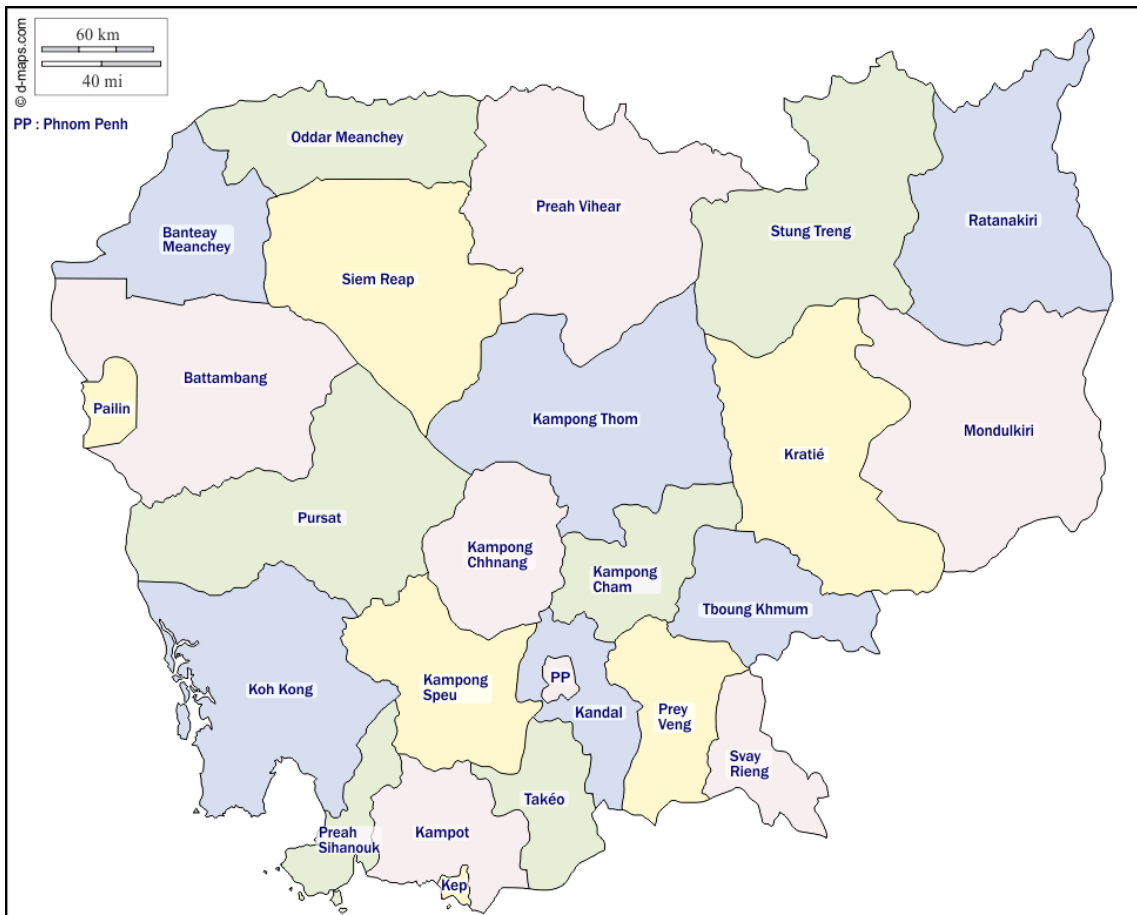 © d-maps.com
60 km
40 mi
PP : Phnom Penh
Oddar Meanchey
Preah Vihear
Banteay
Meanchey
Stung Treng
Ratanakiri
Siem Reap
Battambang
Pailin
Kampong Thom
Kratié
Mondulkiri
Pursat
Kampong
Chhnang
Kampong
Cham
Tboung Khmum
Koh Kong
Kampong
Speu
PP
Kandal
Prey
Veng
Svay
Rieng
Takéo
Preah
Sihanouk
Kampot
Kep